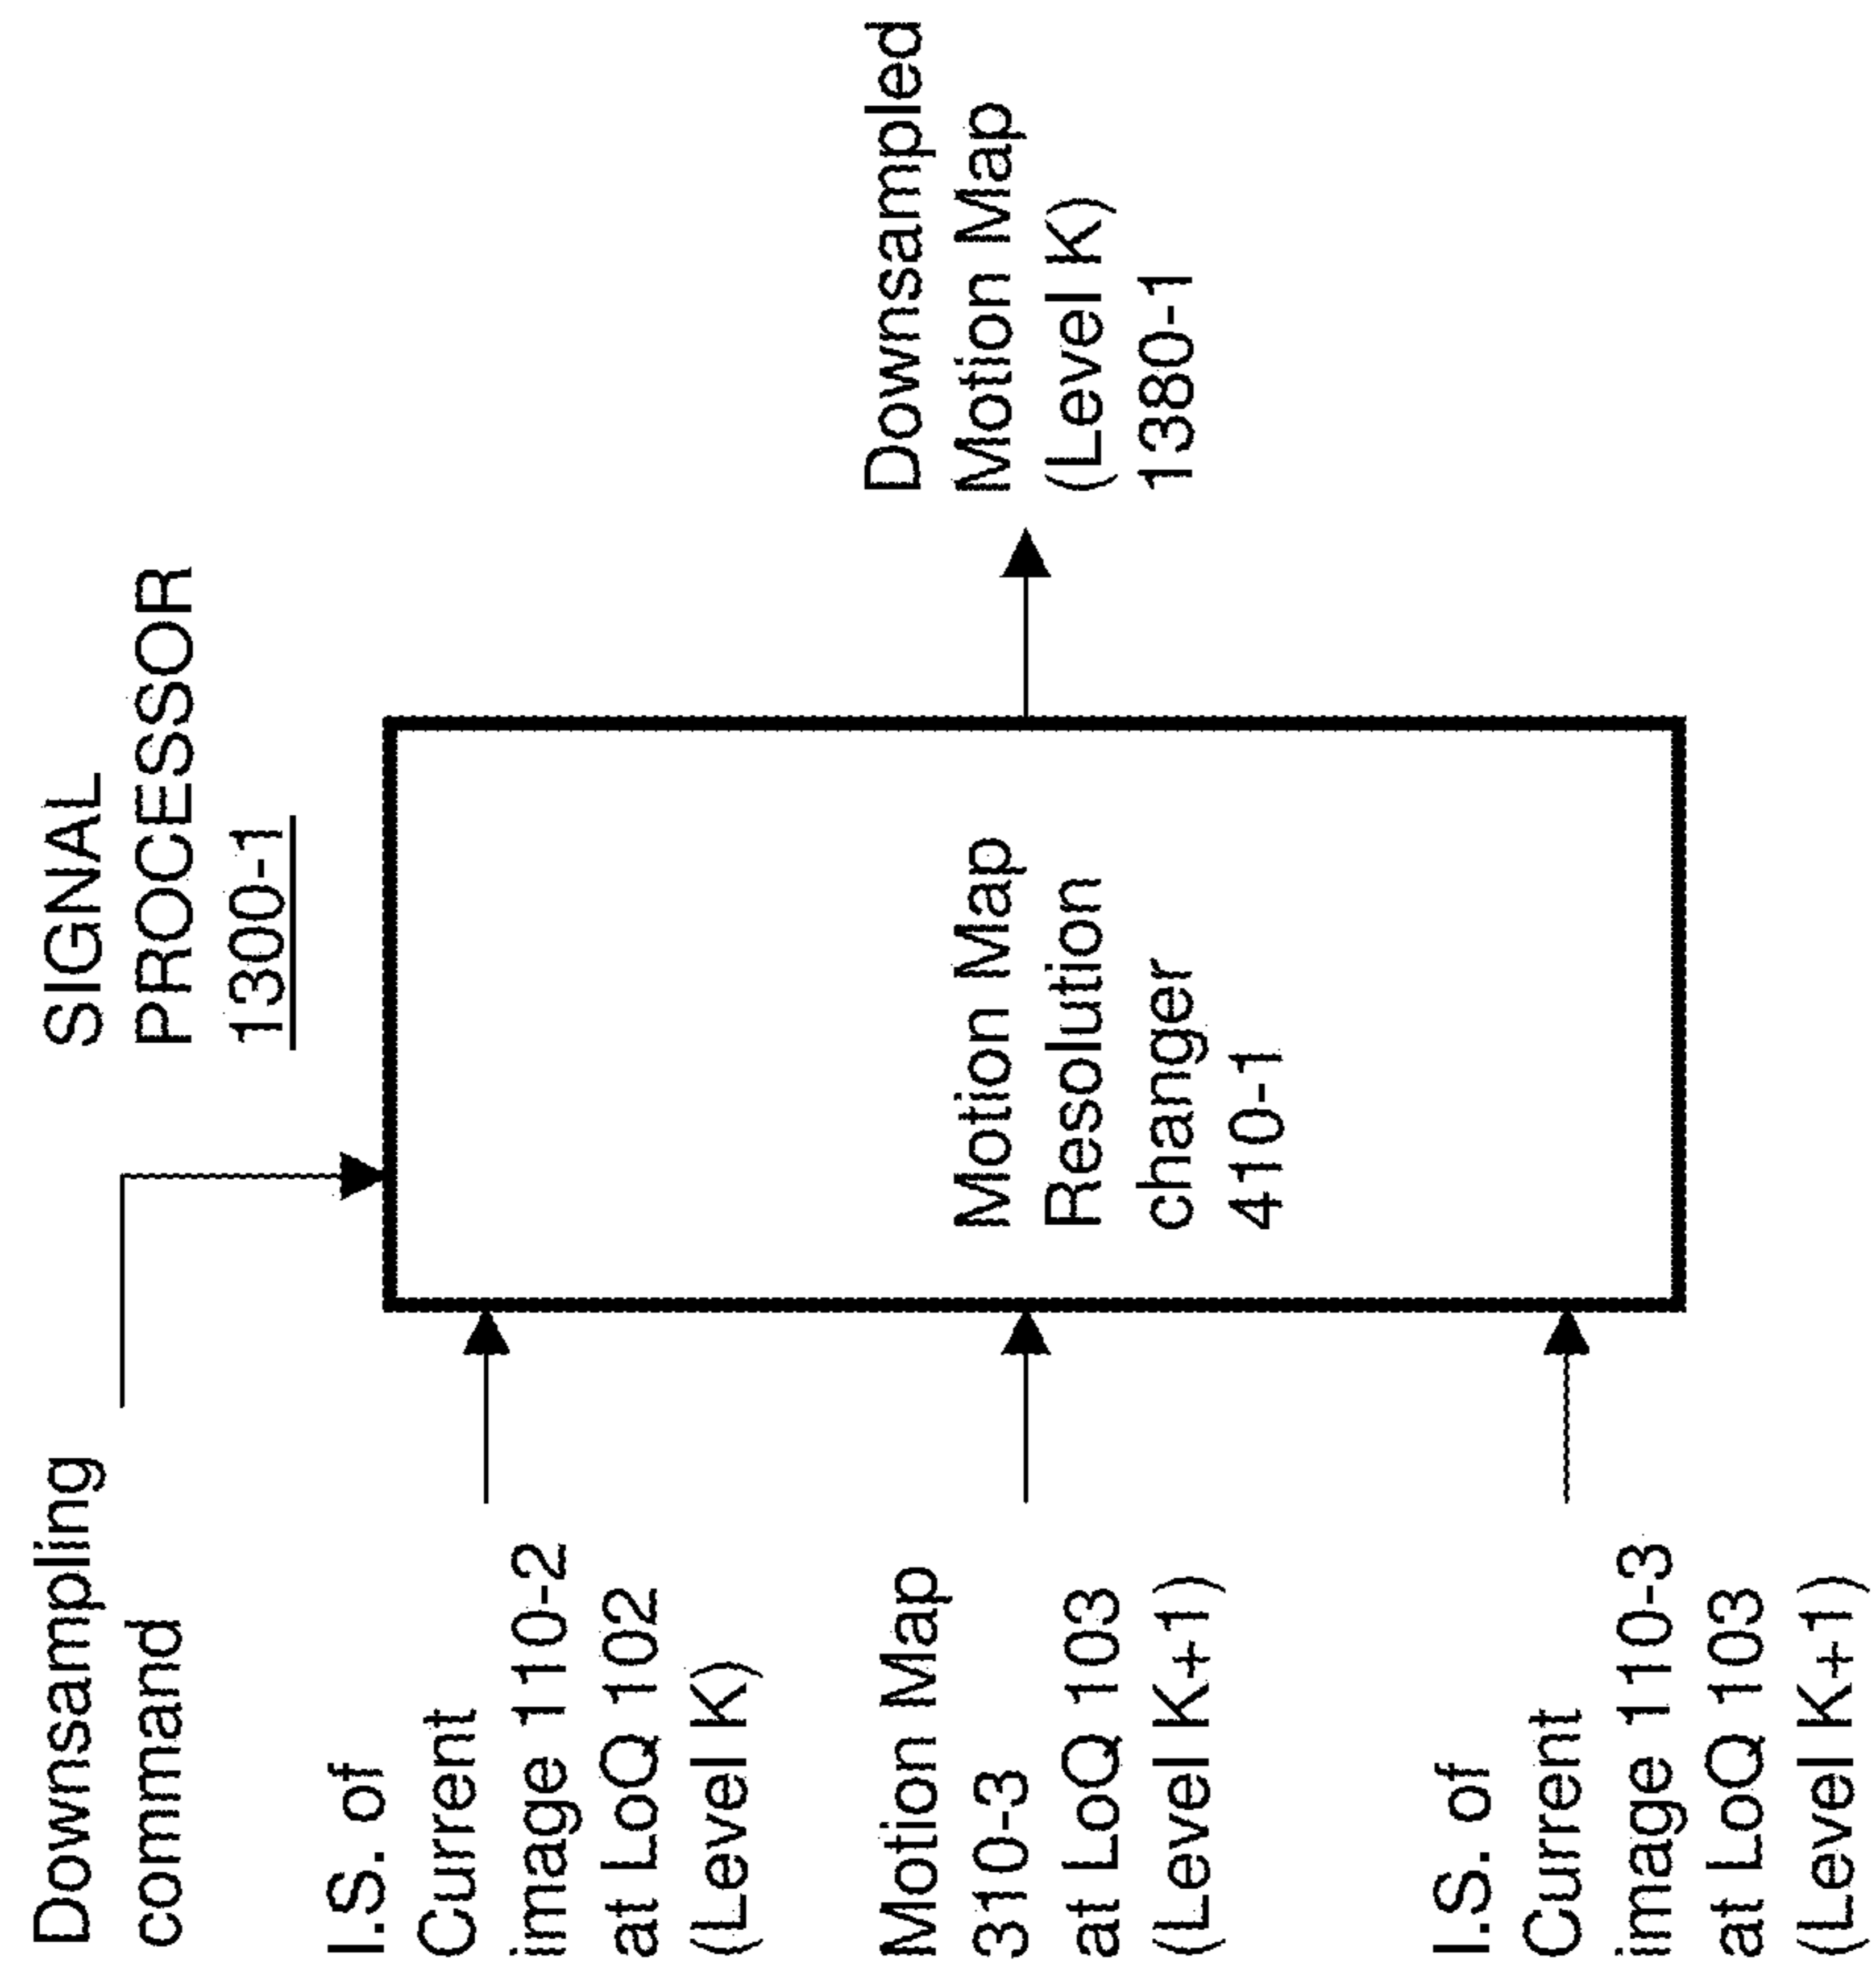 SIGNAL
PROCESSOR
1300-1
Downsampling
command
I.S. of
Current
image 110-2
at LoQ 102
(Level K)
Motion Map
310-3
at LoQ 103
(Level K+1)
I.S. of
Current
image 110-3
at LoQ 103
(Level K+1)
Motion Map
Resolution
changer
410-1
Downsampled
Motion Map
(Level K)
1380-1